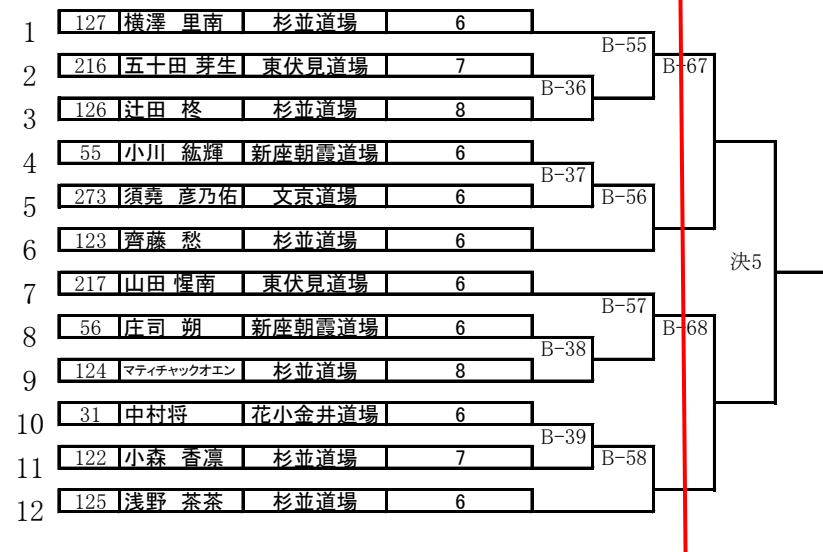 1 127 横澤 里南 杉並道場 6
B-55
2 216 五十田 芽生 東伏見道場 7
B-67
B-36
3 126 辻田 柊 杉並道場 8
4 55 小川 紘輝 新座朝霞道場 6
B-37
5 273 須堯 彦乃佑 文京道場 6
B-56
6 123 齊藤 愁 杉並道場 6
決5
7 217 山田 惺南 東伏見道場 6
B-57
8 56 庄司 朔 新座朝霞道場 6
B-68
B-38
9 124 マティチャックオエン 杉並道場 8
10 31 中村将 花小金井道場 6
B-39
11 122 小森 香凛 杉並道場 7
B-58
12 125 浅野 茶茶 杉並道場 6